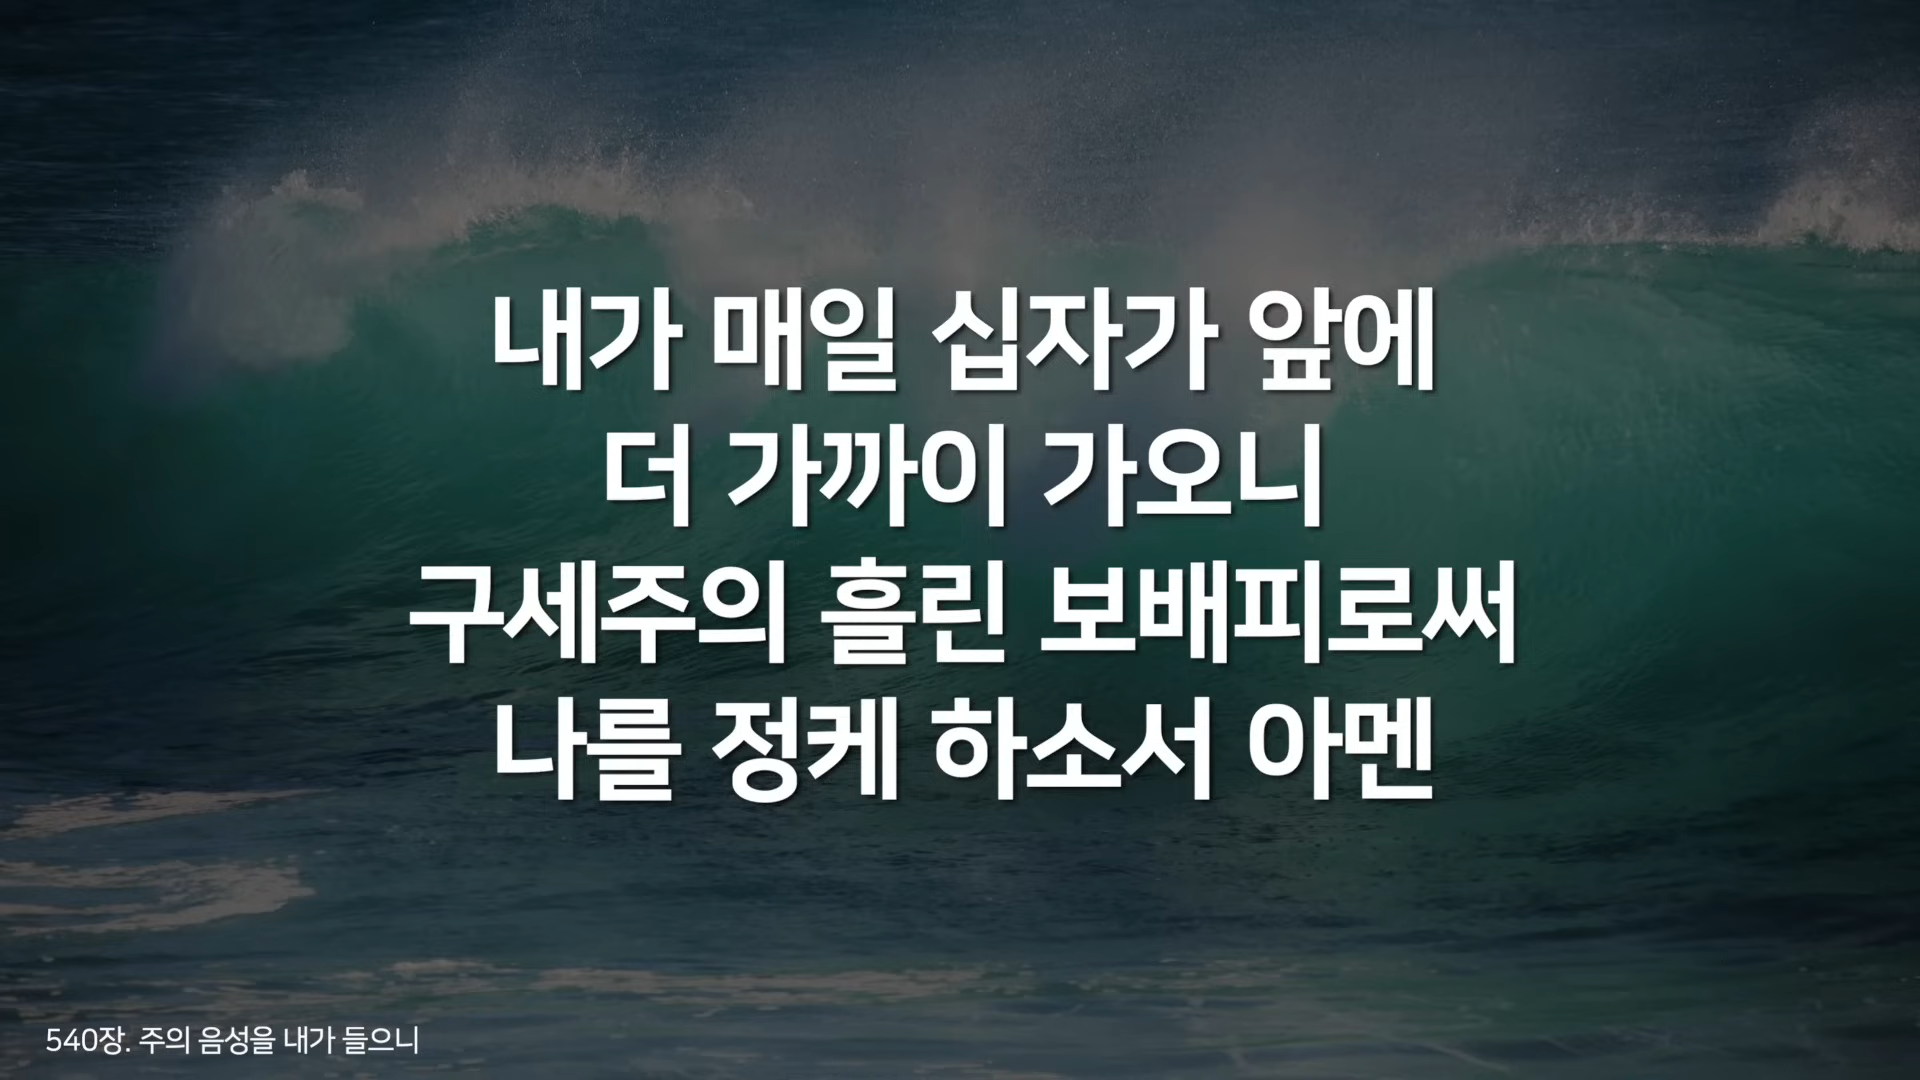 내가 매일 십자가 앞에
더 가까이 가오니
구세주의 흘린 보배피로써
나를 정케 하소서 아멘
540장. 주의 음성을 내가 들으니